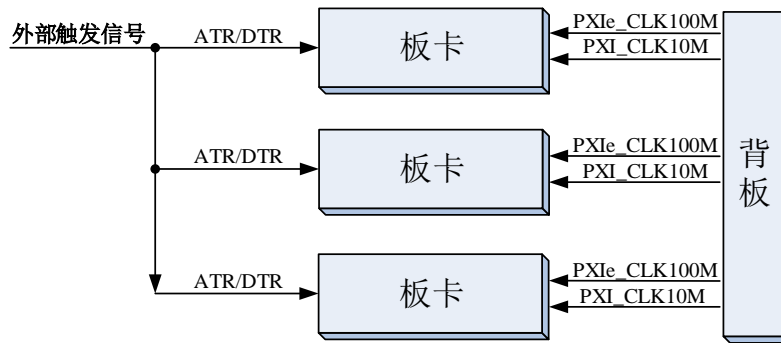 外部触发信号
ATR/DTR
板卡
PXIe_CLK100M
PXI_CLK10M
ATR/DTR
板卡
PXIe_CLK100M
PXI_CLK10M
背板
ATR/DTR
板卡
PXIe_CLK100M
PXI_CLK10M